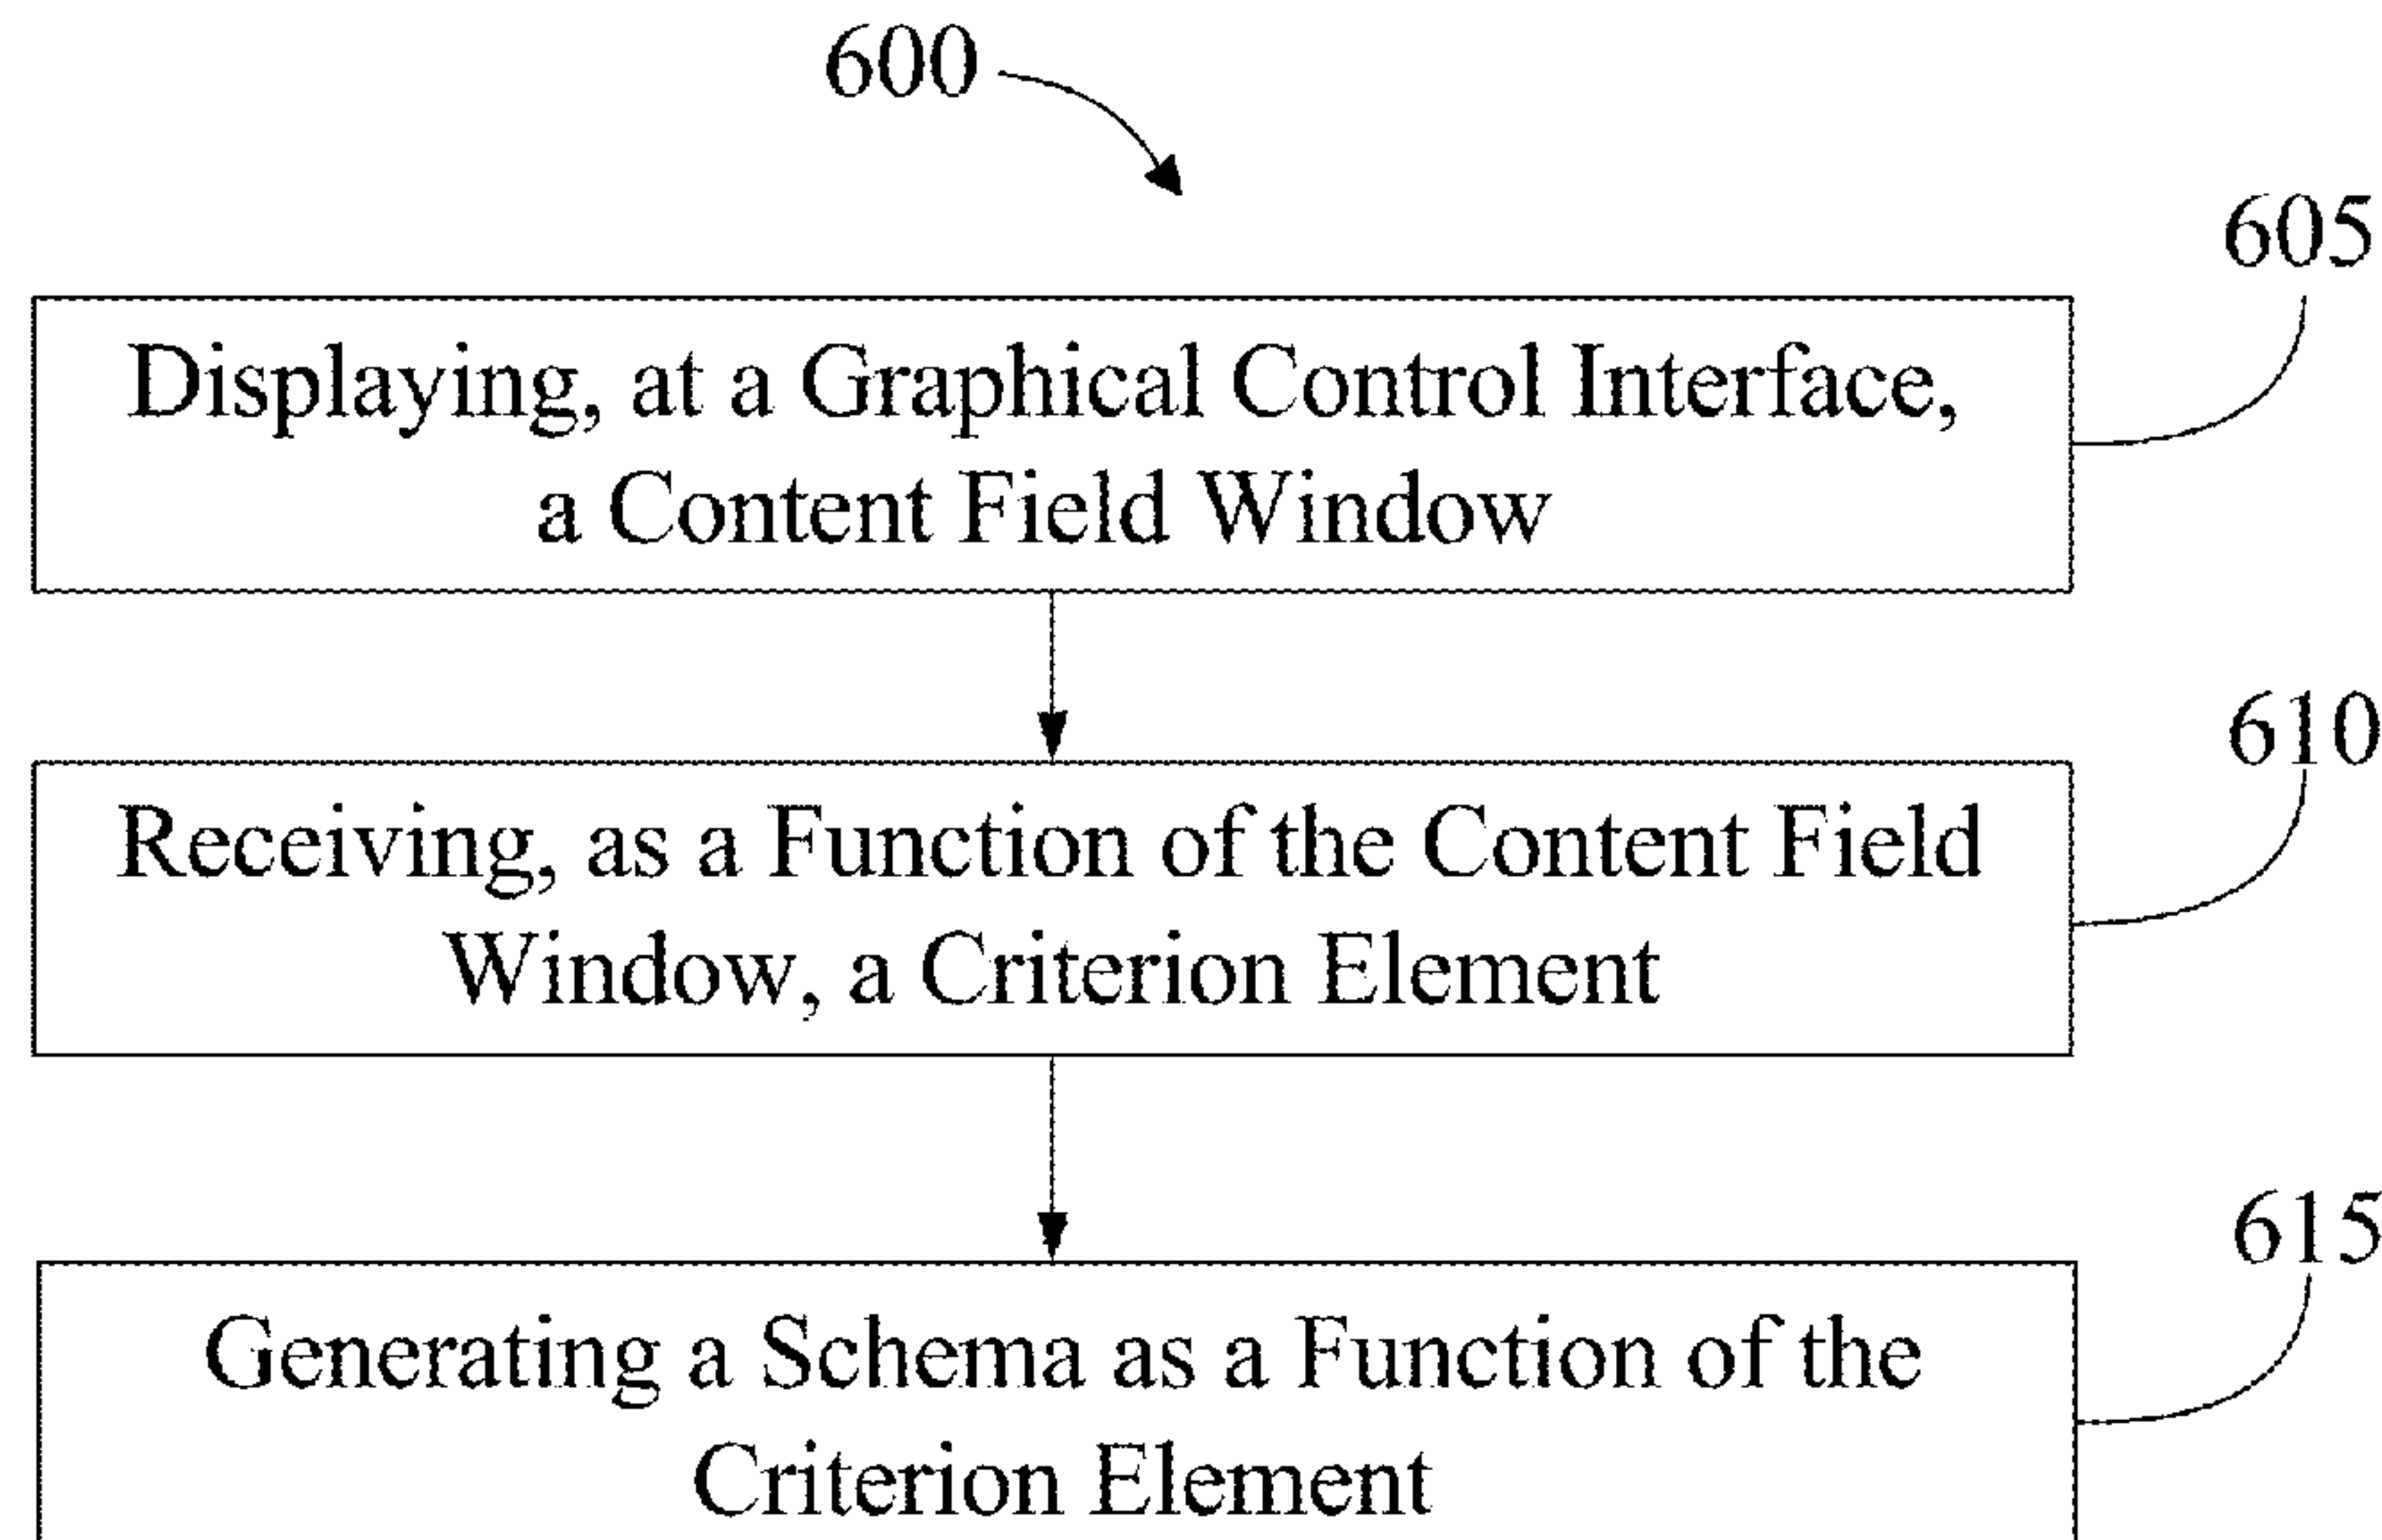 600
605
Displaying, at a Graphical Control Interface,
a Content Field Window
610
Receiving, as a Function of the Content Field
Window, a Criterion Element
615
Generating a Schema as a Function of the
Criterion Element